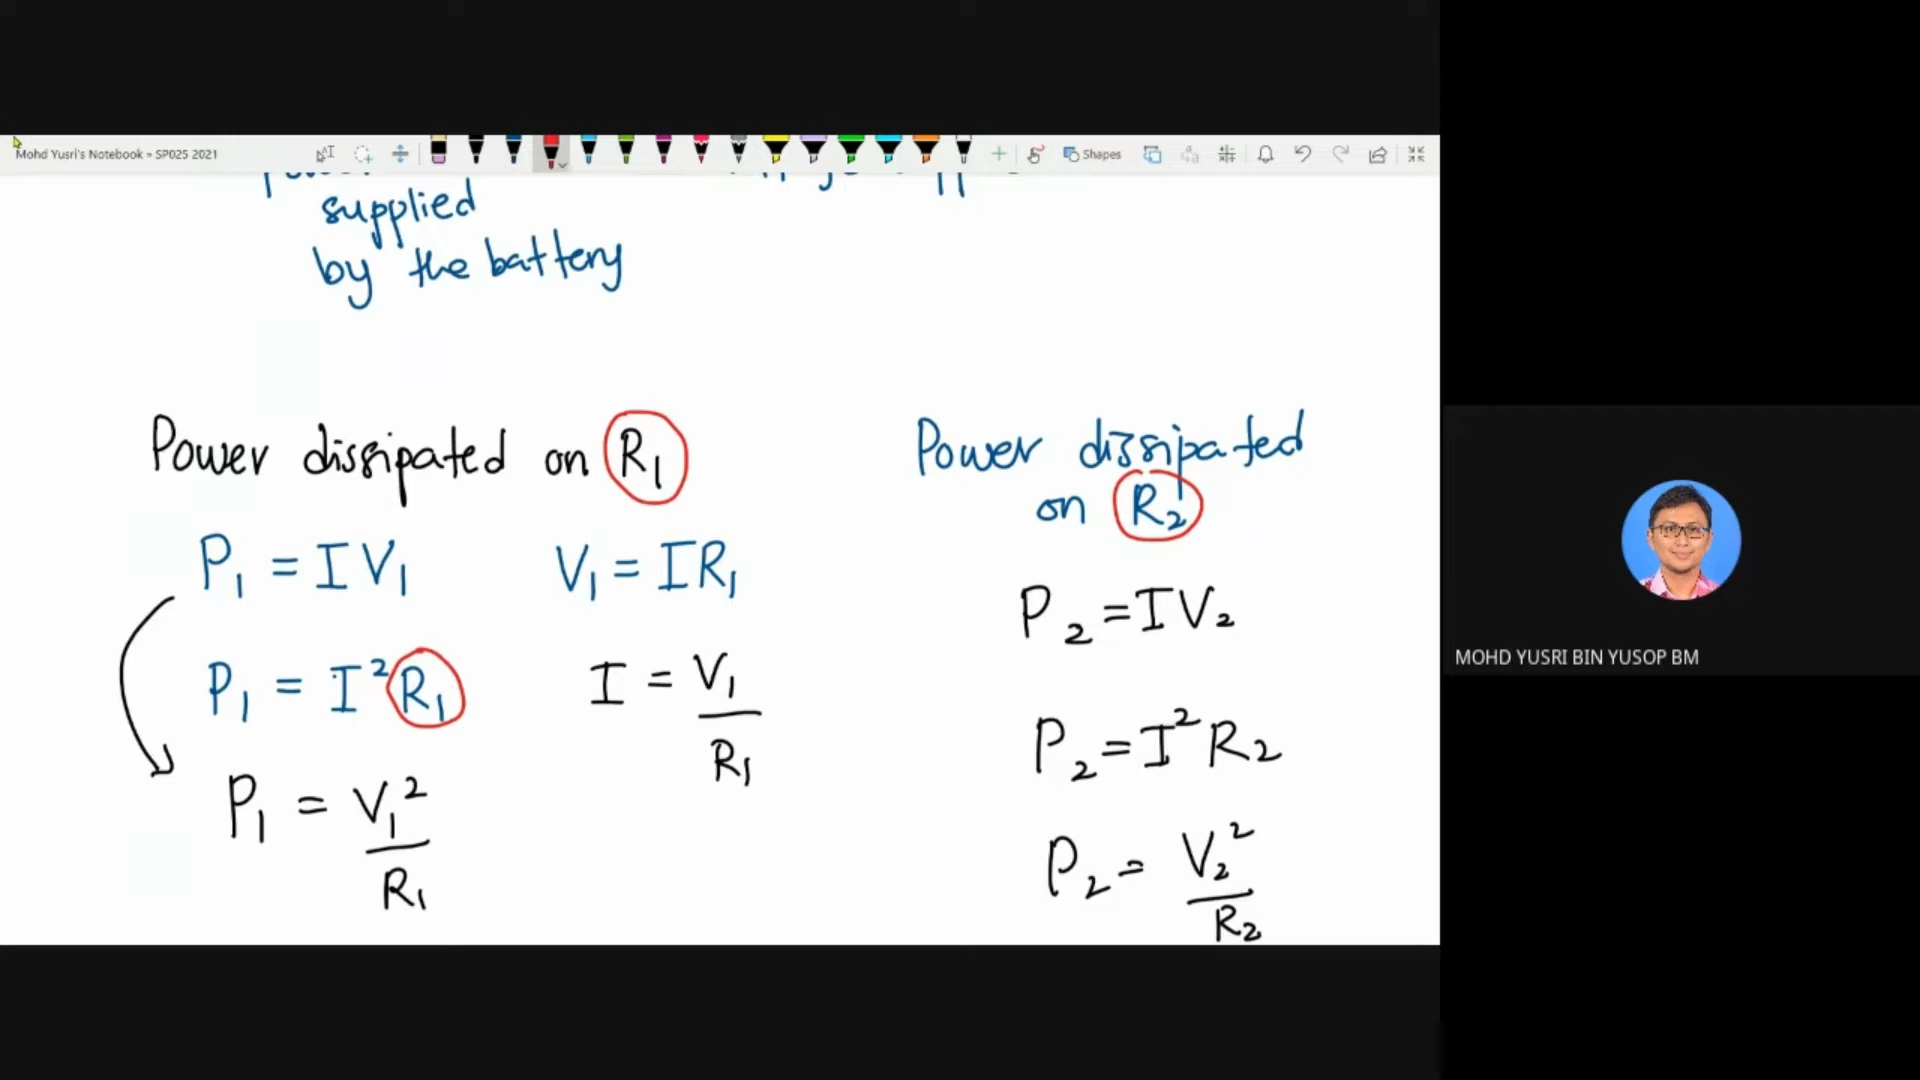 Mohd Yusri's Notebook » SP025 2021
Shapes
supplied
by the battery
Power dissipated on R₁
P₁ = IV₁
V₁ = IR₁
P₁ = I²R₁
I = V₁/R₁
P₁ = V₁²/R₁
Power dissipated
on R₂
P₂ = IV₂
P₂ = I²R₂
P₂ = V₂²/R₂
MOHD YUSRI BIN YUSOP BM